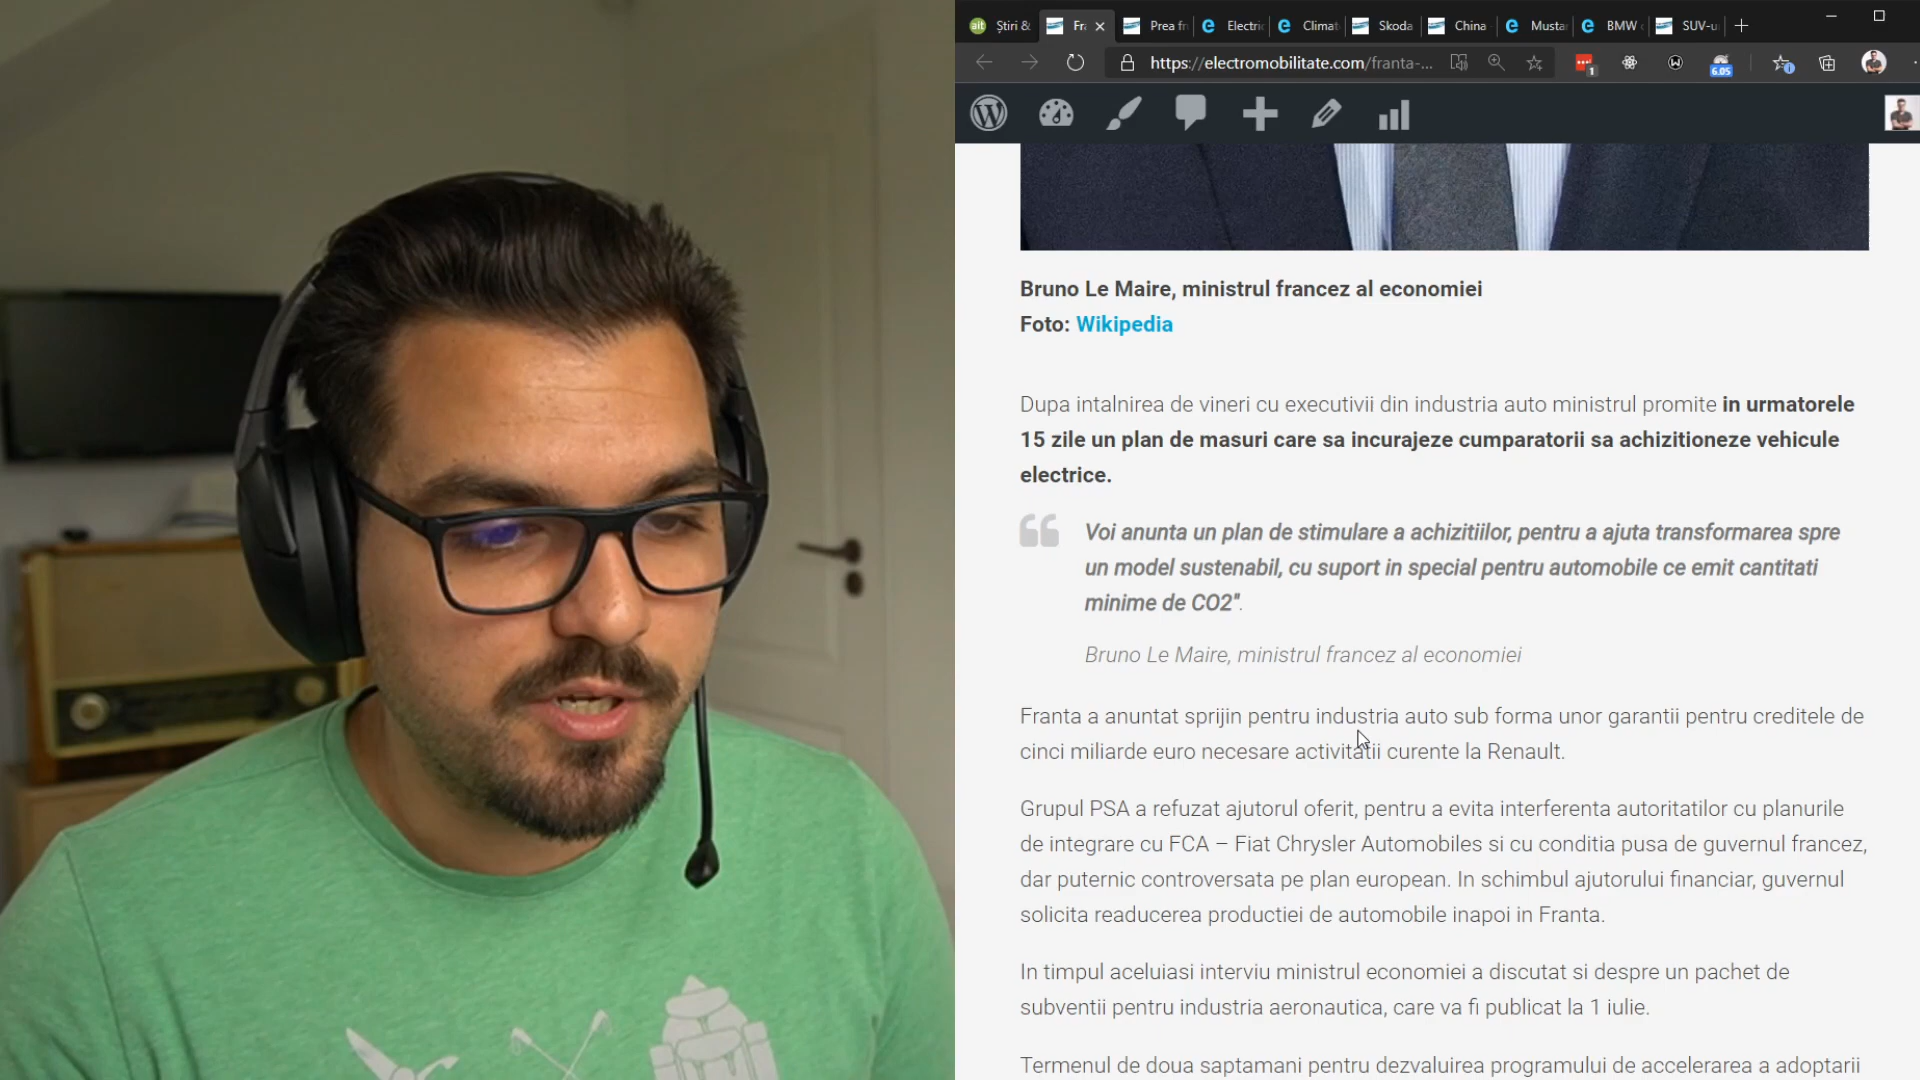 Știri &
Fr
Prea fr
Electric
Climat
Skoda
China
Musta
BMW
SUV-u
https://electromobilitate.com/franta-...
1
6.05
Bruno Le Maire, ministrul francez al economiei
Foto: Wikipedia
Dupa intalnirea de vineri cu executivii din industria auto ministrul promite in urmatorele
15 zile un plan de masuri care sa incurajeze cumparatorii sa achizitioneze vehicule
electrice.
Voi anunta un plan de stimulare a achizitiilor, pentru a ajuta transformarea spre
un model sustenabil, cu suport in special pentru automobile ce emit cantitati
minime de CO2".
Bruno Le Maire, ministrul francez al economiei
Franta a anuntat sprijin pentru industria auto sub forma unor garantii pentru creditele de
cinci miliarde euro necesare activitatii curente la Renault.
Grupul PSA a refuzat ajutorul oferit, pentru a evita interferenta autoritatilor cu planurile
de integrare cu FCA – Fiat Chrysler Automobiles si cu conditia pusa de guvernul francez,
dar puternic controversata pe plan european. In schimbul ajutorului financiar, guvernul
solicita readucerea productiei de automobile inapoi in Franta.
In timpul aceluiasi interviu ministrul economiei a discutat si despre un pachet de
subventii pentru industria aeronautica, care va fi publicat la 1 iulie.
Termenul de doua saptamani pentru dezvaluirea programului de accelerarea a adoptarii